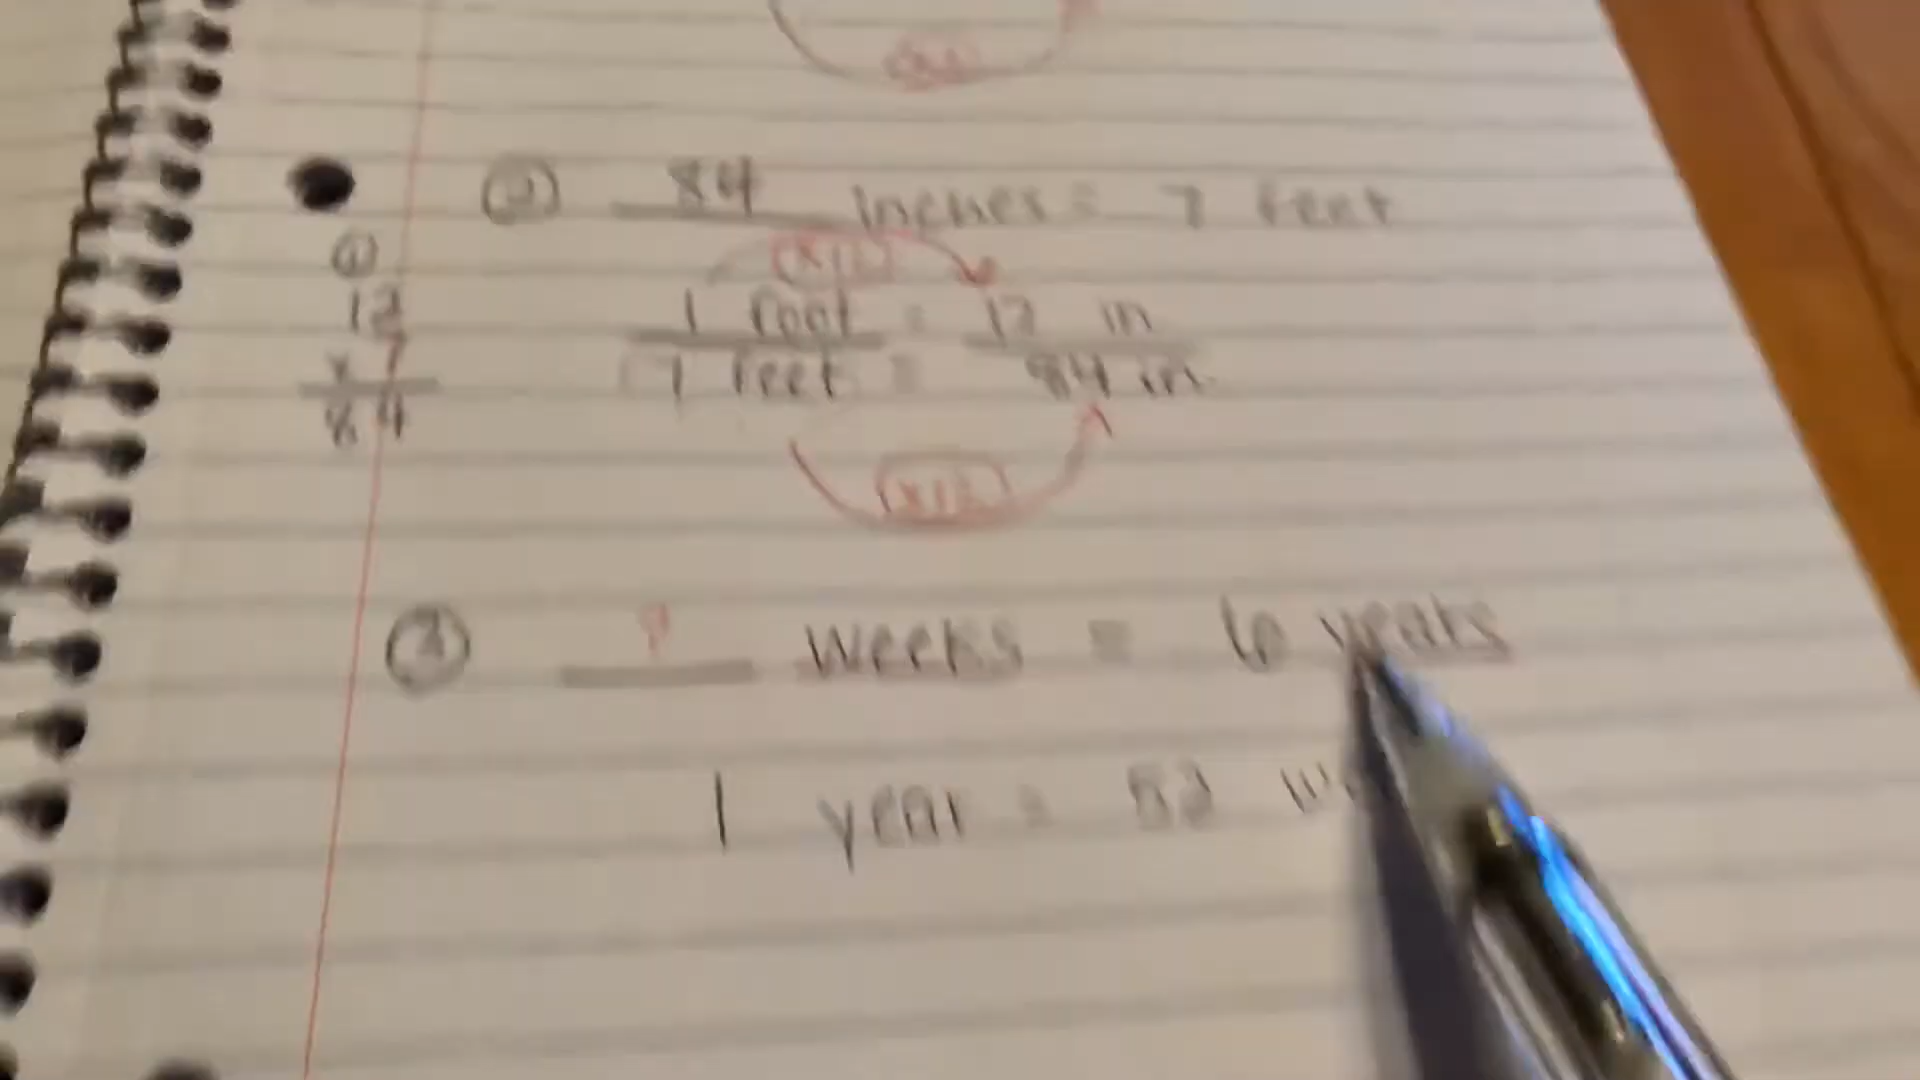 ② 84 inches = 7 feet
(x12)
1 foot = 12 in
7 feet = 84 in
(x12)
①
12
x 7
84
③ ? weeks = 6 years
1 year = 52